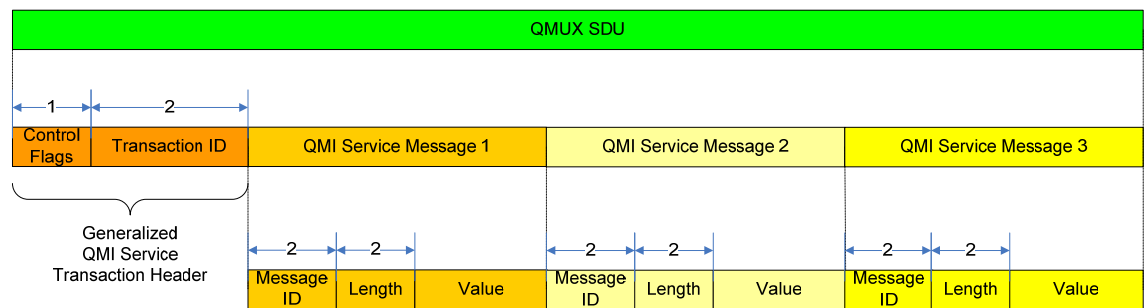 QMUX SDU
1
2
Control
Flags
Transaction ID
QMI Service Message 1
QMI Service Message 2
QMI Service Message 3
Generalized
QMI Service
Transaction Header
2
2
2
2
2
2
Message
ID
Length
Value
Message
ID
Length
Value
Message
ID
Length
Value